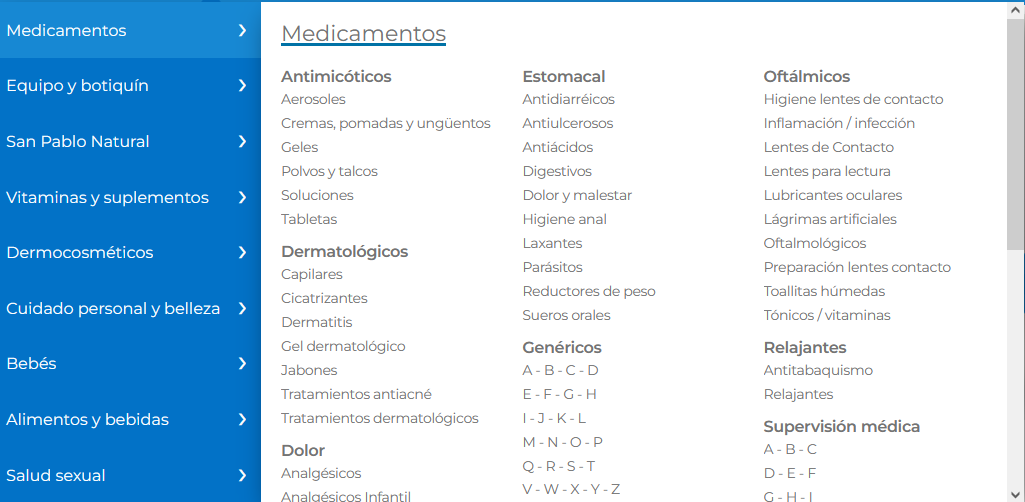 Medicamentos
Equipo y botiquín
San Pablo Natural
Vitaminas y suplementos
Dermocosméticos
Cuidado personal y belleza
Bebés
Alimentos y bebidas
Salud sexual
Medicamentos
Antimicóticos
Aerosoles
Cremas, pomadas y ungüentos
Geles
Polvos y talcos
Soluciones
Tabletas
Dermatológicos
Capilares
Cicatrizantes
Dermatitis
Gel dermatológico
Jabones
Tratamientos antiacné
Tratamientos dermatológicos
Dolor
Analgésicos
Analgésicos Infantil
Estomacal
Antidiarréicos
Antiulcerosos
Antiácidos
Digestivos
Dolor y malestar
Higiene anal
Laxantes
Parásitos
Reductores de peso
Sueros orales
Genéricos
A - B - C - D
E - F - G - H
I - J - K - L
M - N - O - P
Q - R - S - T
V - W - X - Y - Z
Oftálmicos
Higiene lentes de contacto
Inflamación / infección
Lentes de Contacto
Lentes para lectura
Lubricantes oculares
Lágrimas artificiales
Oftalmológicos
Preparación lentes contacto
Toallitas húmedas
Tónicos / vitaminas
Relajantes
Antitabaquismo
Relajantes
Supervisión médica
A - B - C
D - E - F
G - H - I